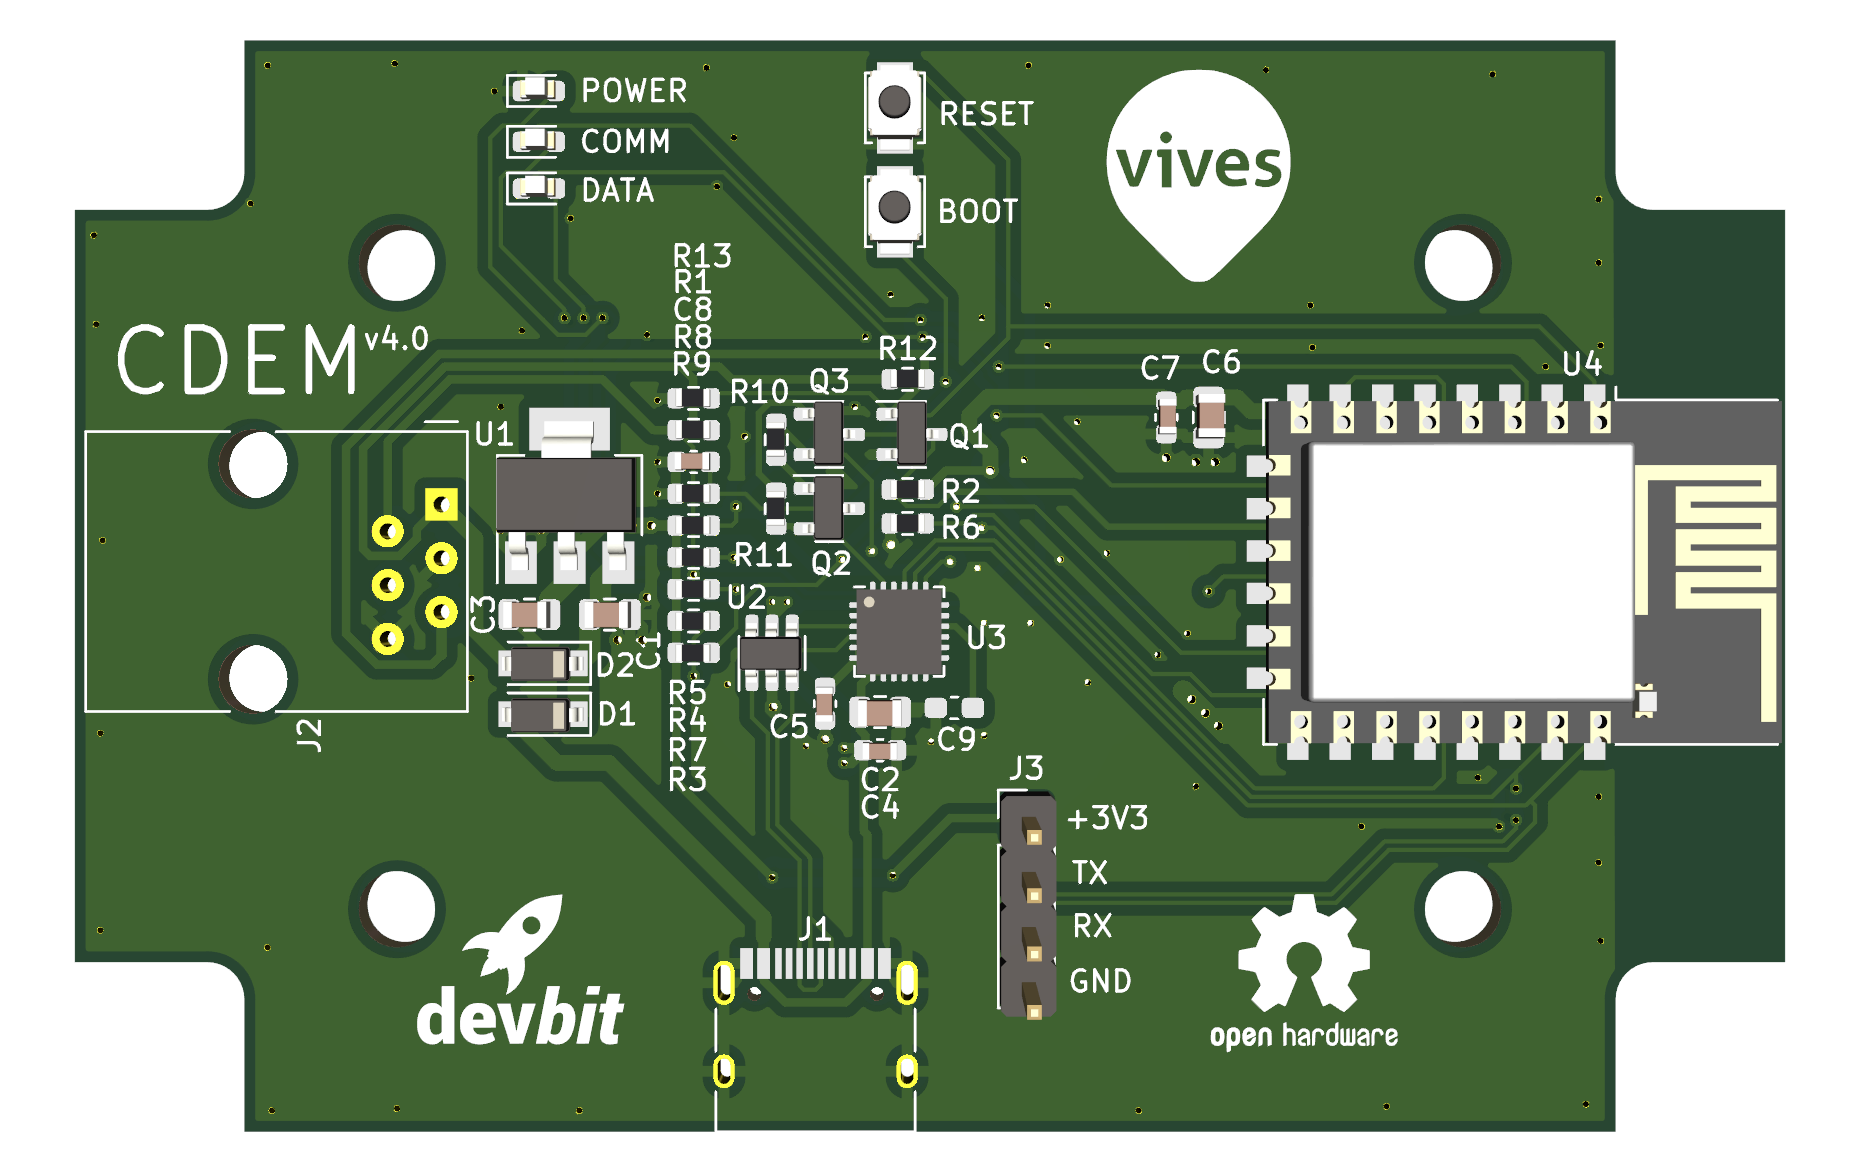 POWER
COMM
DATA
RESET
BOOT
vives
CDEM v4.0
R13
R1
C8
R8
R9
R12
R10
Q3
Q1
C7
C6
U4
U1
R2
R6
R11
Q2
U2
U3
C3
C1
D2
D1
J2
R5
R4
R7
R3
C5
C9
C2
C4
J3
+3V3
TX
RX
GND
J1
devbit
open hardware